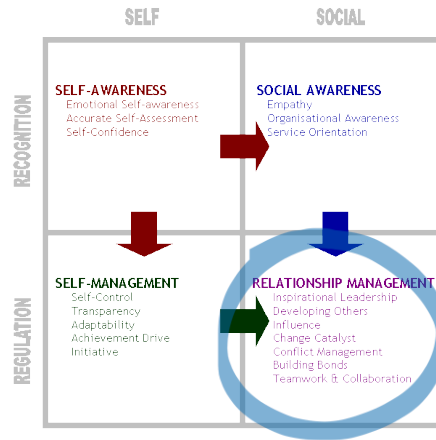 SELF
SOCIAL
RECOGNITION
SELF-AWARENESS
Emotional Self-awareness
Accurate Self-Assessment
Self-Confidence
SOCIAL AWARENESS
Empathy
Organisational Awareness
Service Orientation
REGULATION
SELF-MANAGEMENT
Self-Control
Transparency
Adaptability
Achievement Drive
Initiative
RELATIONSHIP MANAGEMENT
Inspirational Leadership
Developing Others
Influence
Change Catalyst
Conflict Management
Building Bonds
Teamwork & Collaboration